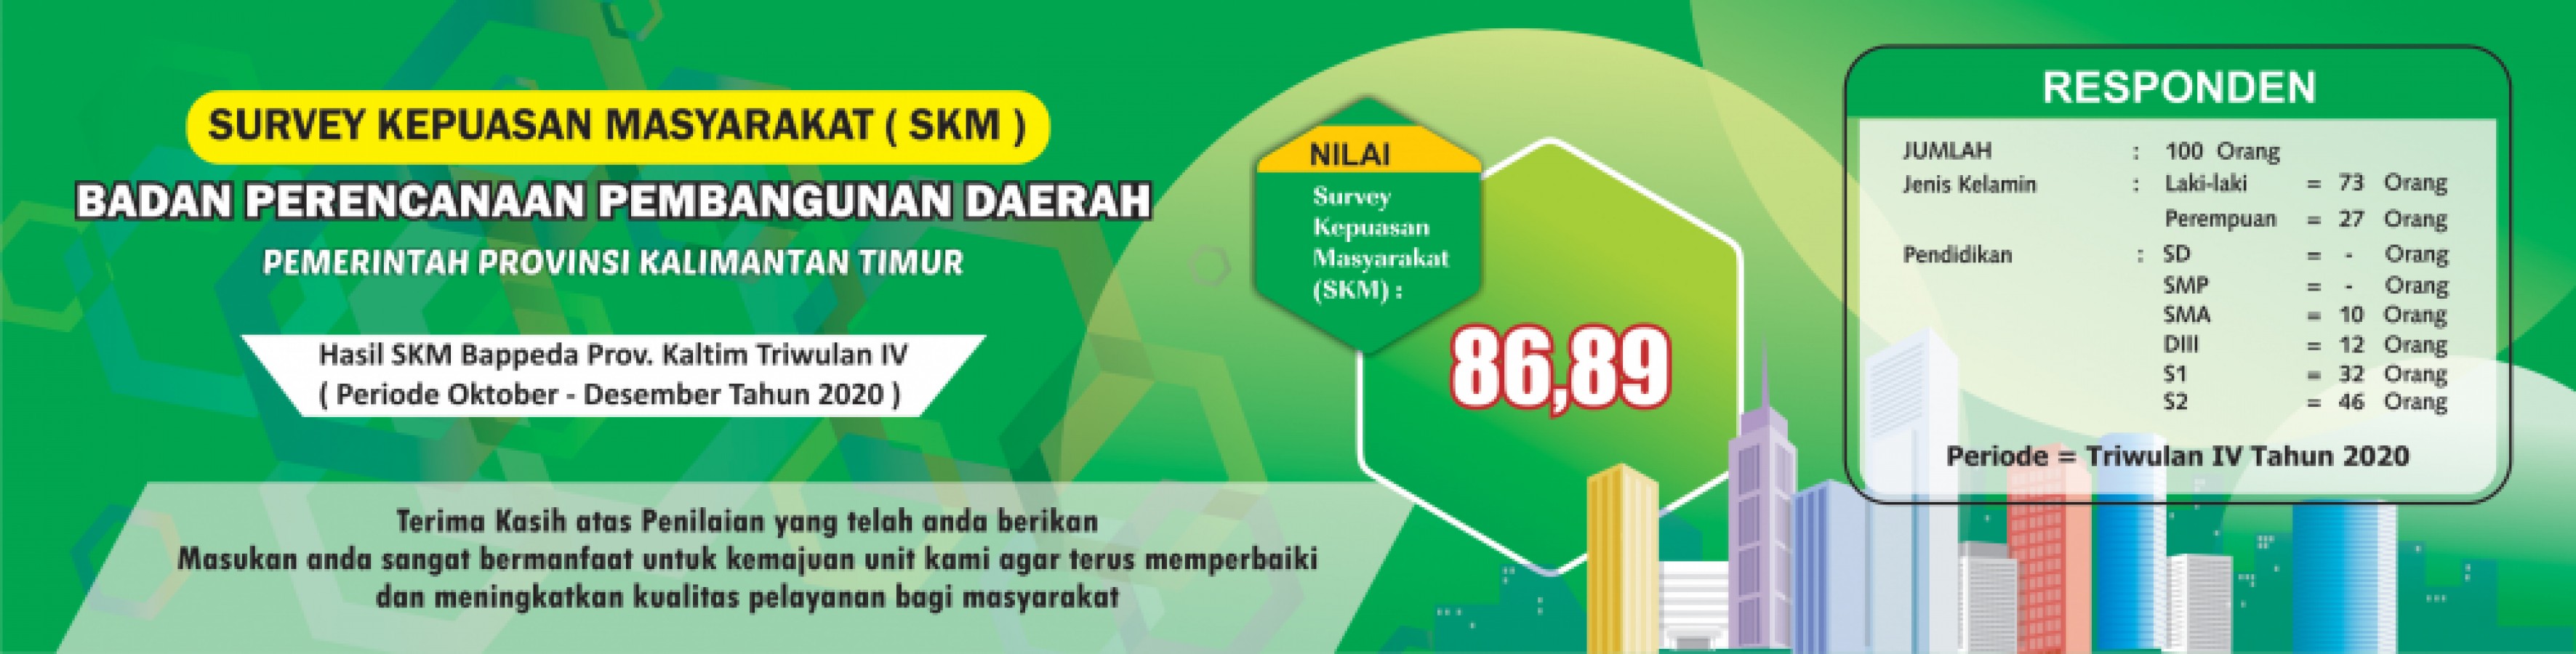 SURVEY KEPUASAN MASYARAKAT ( SKM )
BADAN PERENCANAAN PEMBANGUNAN DAERAH
PEMERINTAH PROVINSI KALIMANTAN TIMUR
Hasil SKM Bappeda Prov. Kaltim Triwulan IV
( Periode Oktober - Desember Tahun 2020 )
Terima Kasih atas Penilaian yang telah anda berikan
Masukan anda sangat bermanfaat untuk kemajuan unit kami agar terus memperbaiki
dan meningkatkan kualitas pelayanan bagi masyarakat
NILAI
Survey
Kepuasan
Masyarakat
(SKM) :
86,89
RESPONDEN
JUMLAH : 100 Orang
Jenis Kelamin : Laki-laki = 73 Orang
Perempuan = 27 Orang
Pendidikan : SD = - Orang
SMP = - Orang
SMA = 10 Orang
DIII = 12 Orang
S1 = 32 Orang
S2 = 46 Orang
Periode = Triwulan IV Tahun 2020